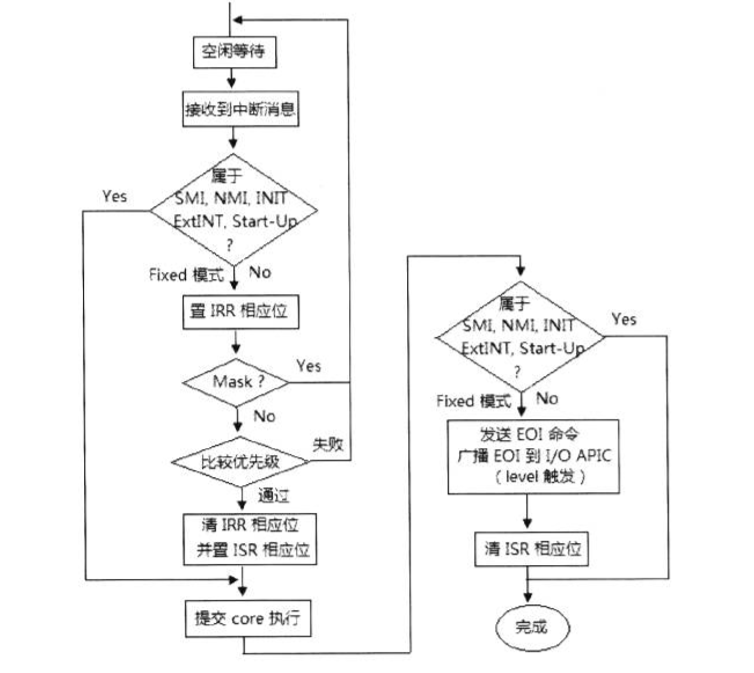 空闲等待
接收到中断消息
属于
SMI, NMI, INIT
ExtINT, Start-Up
?
Yes
Fixed 模式
No
置 IRR 相应位
Mask ?
Yes
No
比较优先级
失败
通过
清 IRR 相应位
并置 ISR 相应位
提交 core 执行
属于
SMI, NMI, INIT
ExtINT, Start-Up
?
Yes
Fixed 模式
No
发送 EOI 命令
广播 EOI 到 I/O APIC
( level 触发 )
清 ISR 相应位
完成